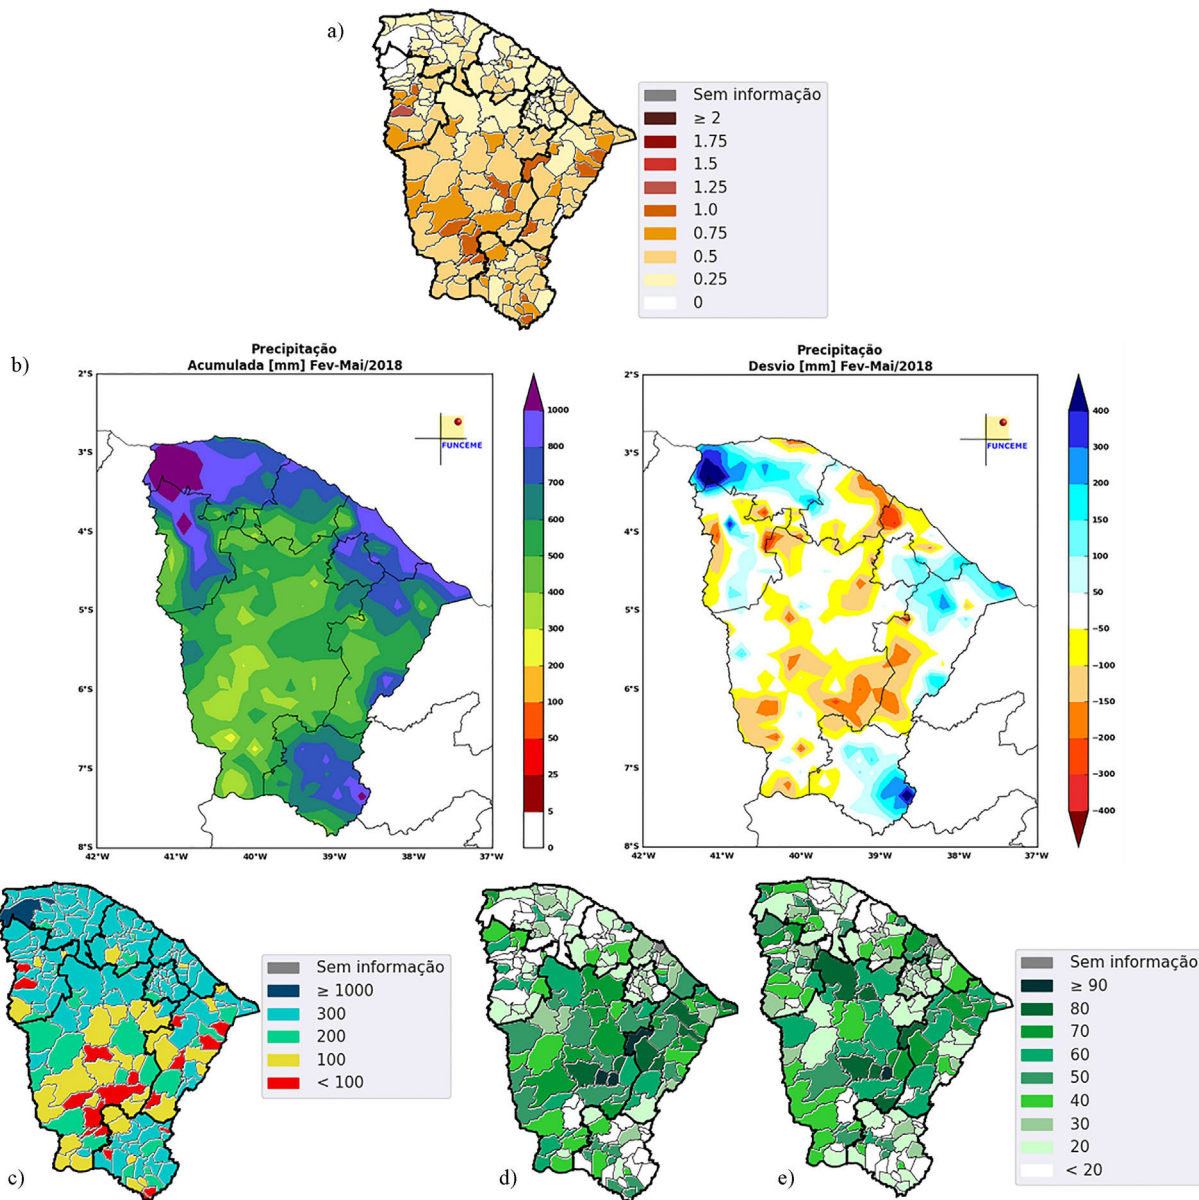 a)
Sem informação
≥ 2
1.75
1.5
1.25
1.0
0.75
0.5
0.25
0
b)
Precipitação
Acumulada [mm] Fev-Mai/2018
2°S
3°S
4°S
5°S
6°S
7°S
8°S
42°W
41°W
40°W
39°W
38°W
37°W
FUNCEME
1000
800
700
600
500
400
300
200
100
50
25
5
0
Precipitação
Desvio [mm] Fev-Mai/2018
2°S
3°S
4°S
5°S
6°S
7°S
8°S
42°W
41°W
40°W
39°W
38°W
37°W
FUNCEME
400
300
200
150
100
50
−50
−100
−150
−200
−300
−400
c)
Sem informação
≥ 1000
300
200
100
< 100
d)
e)
Sem informação
≥ 90
80
70
60
50
40
30
20
< 20